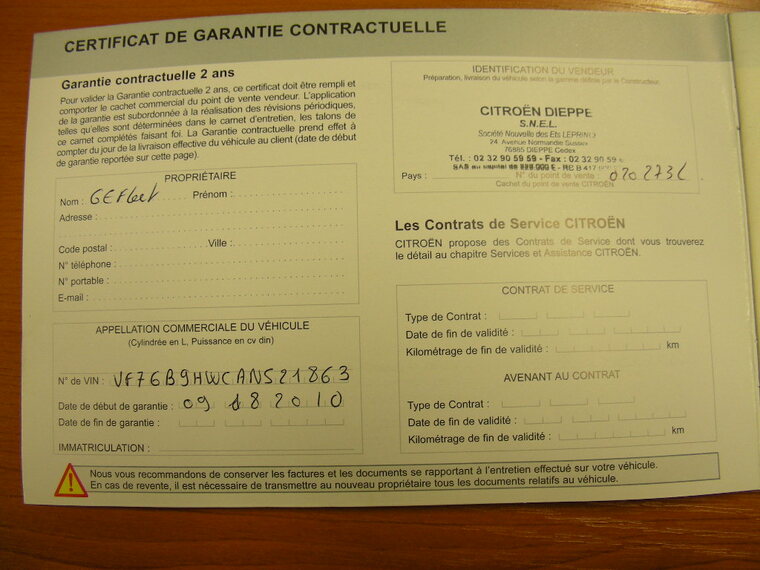 CERTIFICAT DE GARANTIE CONTRACTUELLE
Garantie contractuelle 2 ans
Pour valider la Garantie contractuelle 2 ans, ce certificat doit être rempli et
comporter le cachet commercial du point de vente vendeur. L'application
de la garantie est subordonnée à la réalisation des révisions périodiques,
telles qu'elles sont déterminées dans le carnet d'entretien, les talons de
ce carnet complétés faisant foi. La Garantie contractuelle prend effet à
compter du jour de la livraison effective du véhicule au client (date de début
de garantie reportée sur cette page).
PROPRIÉTAIRE
Nom : GEFLeet Prénom :
Adresse :
Code postal : Ville :
N° téléphone :
N° portable :
E-mail :
APPELLATION COMMERCIALE DU VÉHICULE
(Cylindrée en L, Puissance en cv din)
N° de VIN : VF76B9HWCANS21863
Date de début de garantie : 09 2010
Date de fin de garantie :
IMMATRICULATION :
IDENTIFICATION DU VENDEUR
Préparation, livraison du véhicule selon la gamme définie par le Constructeur.
CITROËN DIEPPE
S.N.E.L.
Société Nouvelle des Ets LEPRINCE
24 Avenue Normandie Sussex
76885 DIEPPE Cedex
Tél. : 02 32 90 59 59 - Fax : 02 32 90 59
SAS au capital de E - RC B 417
Pays : N° du point de vente : 020273L
Cachet du point de vente CITROËN
Les Contrats de Service CITROËN
CITROËN propose des Contrats de Service dont vous trouverez
le détail au chapitre Services et Assistance CITROËN.
CONTRAT DE SERVICE
Type de Contrat :
Date de fin de validité :
Kilométrage de fin de validité : km
AVENANT AU CONTRAT
Type de Contrat :
Date de fin de validité :
Kilométrage de fin de validité : km
Nous vous recommandons de conserver les factures et les documents se rapportant à l'entretien effectué sur votre véhicule.
En cas de revente, il est nécessaire de transmettre au nouveau propriétaire tous les documents relatifs au véhicule.